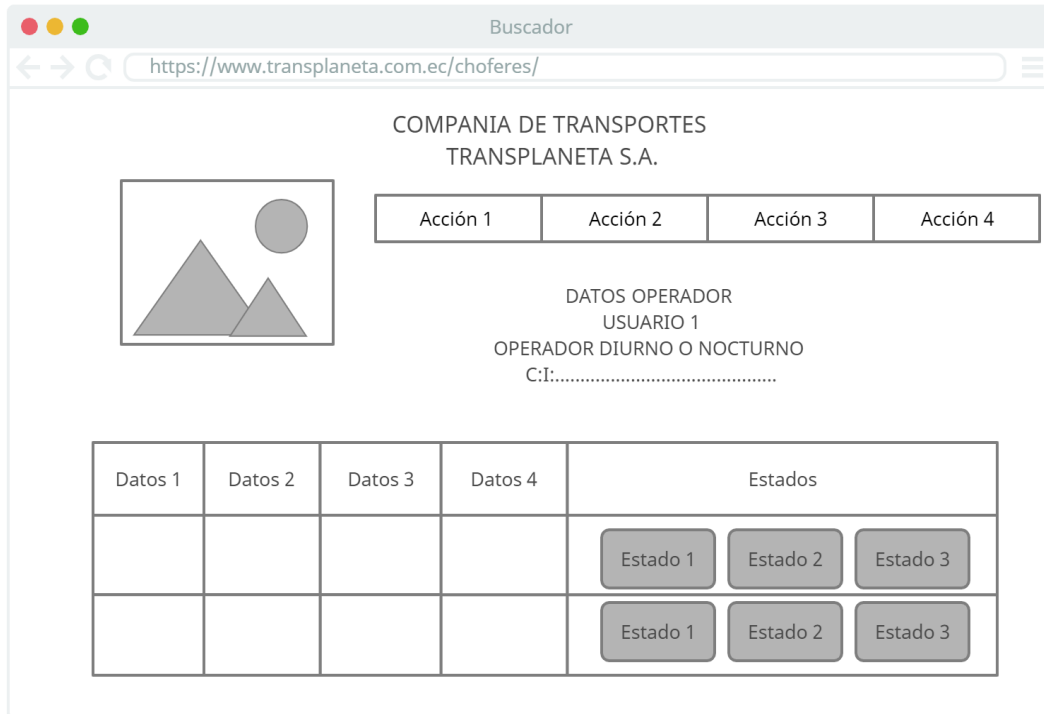 Buscador
https://www.transplaneta.com.ec/choferes/
COMPANIA DE TRANSPORTES
TRANSPLANETA S.A.
Acción 1 Acción 2 Acción 3 Acción 4
DATOS OPERADOR
USUARIO 1
OPERADOR DIURNO O NOCTURNO
C:I:............................................
Datos 1 Datos 2 Datos 3 Datos 4 Estados
Estado 1 Estado 2 Estado 3
Estado 1 Estado 2 Estado 3